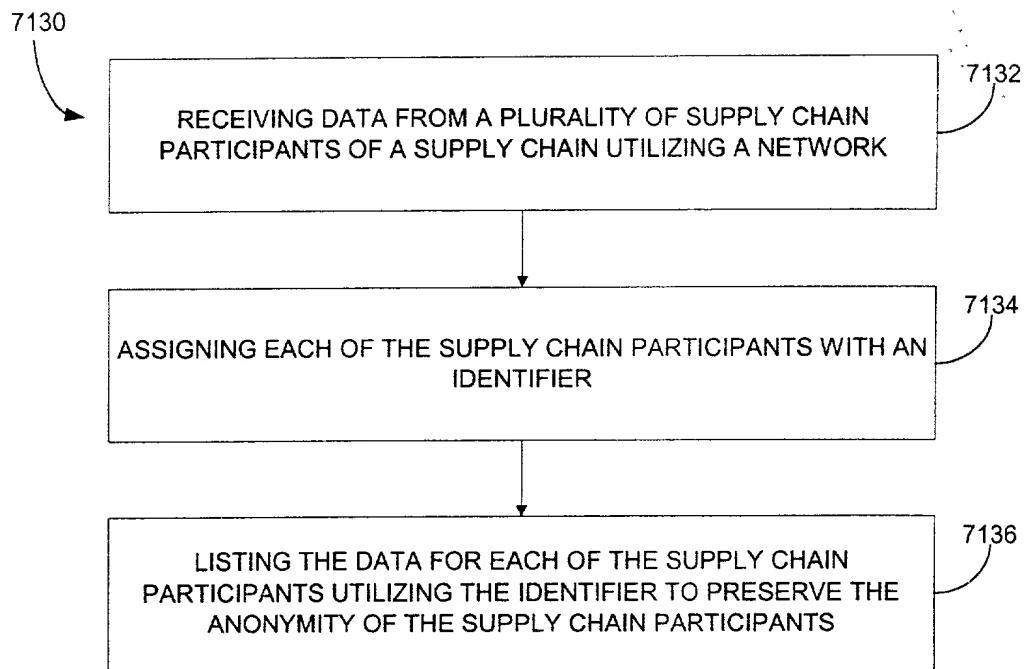 7130
7132
RECEIVING DATA FROM A PLURALITY OF SUPPLY CHAIN
PARTICIPANTS OF A SUPPLY CHAIN UTILIZING A NETWORK
7134
ASSIGNING EACH OF THE SUPPLY CHAIN PARTICIPANTS WITH AN
IDENTIFIER
7136
LISTING THE DATA FOR EACH OF THE SUPPLY CHAIN
PARTICIPANTS UTILIZING THE IDENTIFIER TO PRESERVE THE
ANONYMITY OF THE SUPPLY CHAIN PARTICIPANTS